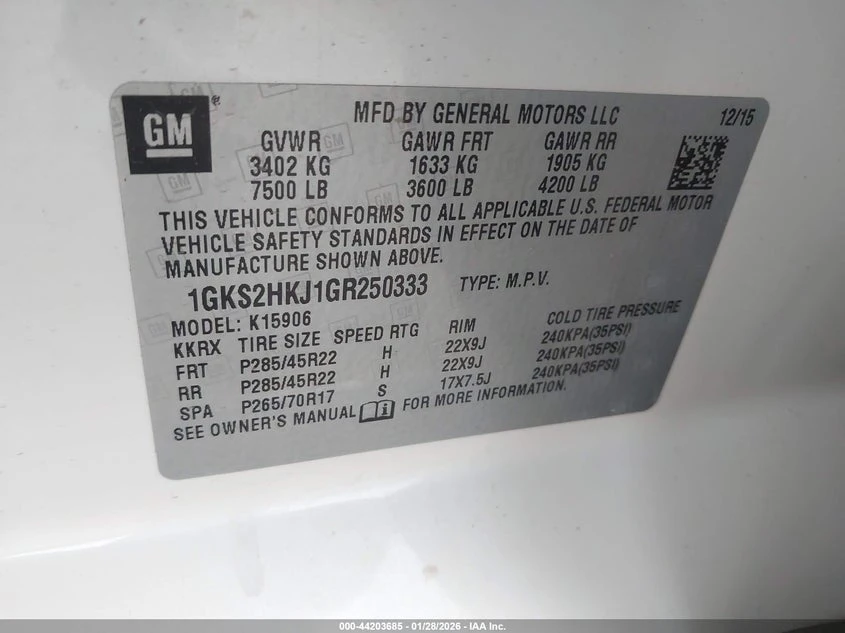 GM
MFD BY GENERAL MOTORS LLC 12/15
GVWR GAWR FRT GAWR RR
3402 KG 1633 KG 1905 KG
7500 LB 3600 LB 4200 LB
THIS VEHICLE CONFORMS TO ALL APPLICABLE U.S. FEDERAL MOTOR
VEHICLE SAFETY STANDARDS IN EFFECT ON THE DATE OF
MANUFACTURE SHOWN ABOVE.
1GKS2HKJ1GR250333 TYPE: M.P.V.
MODEL: K15906
KKRX TIRE SIZE SPEED RTG RIM COLD TIRE PRESSURE
FRT P285/45R22 H 22X9J 240KPA(35PSI)
RR P285/45R22 H 22X9J 240KPA(35PSI)
SPA P265/70R17 S 17X7.5J 240KPA(35PSI)
SEE OWNER'S MANUAL FOR MORE INFORMATION.
000-44203685 | 01/28/2026 - IAA Inc.